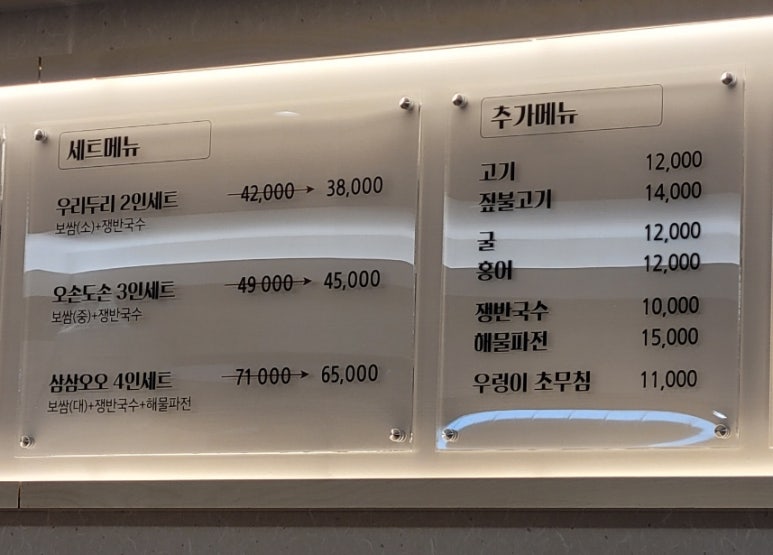 세트메뉴
우리두리 2인세트 42,000→ 38,000
보쌈(소)+쟁반국수
오손도손 3인세트 49 000→ 45,000
보쌈(중)+쟁반국수
삼삼오오 4인세트 71 000→ 65,000
보쌈(대)+쟁반국수+해물파전
추가메뉴
고기 12,000
짚불고기 14,000
굴 12,000
홍어 12,000
쟁반국수 10,000
해물파전 15,000
우렁이 초무침 11,000